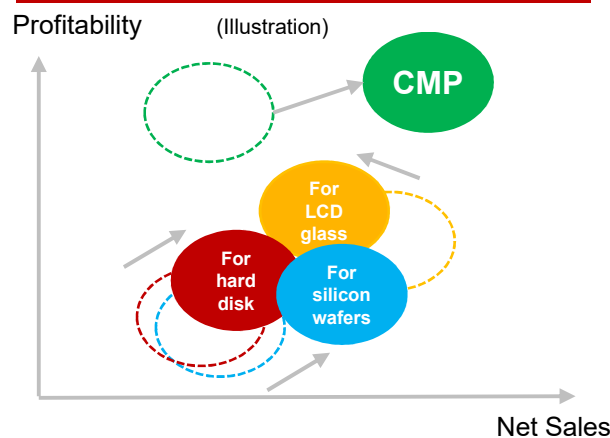 Profitability
(Illustration)
CMP
For
LCD
glass
For
hard
disk
For
silicon
wafers
Net Sales